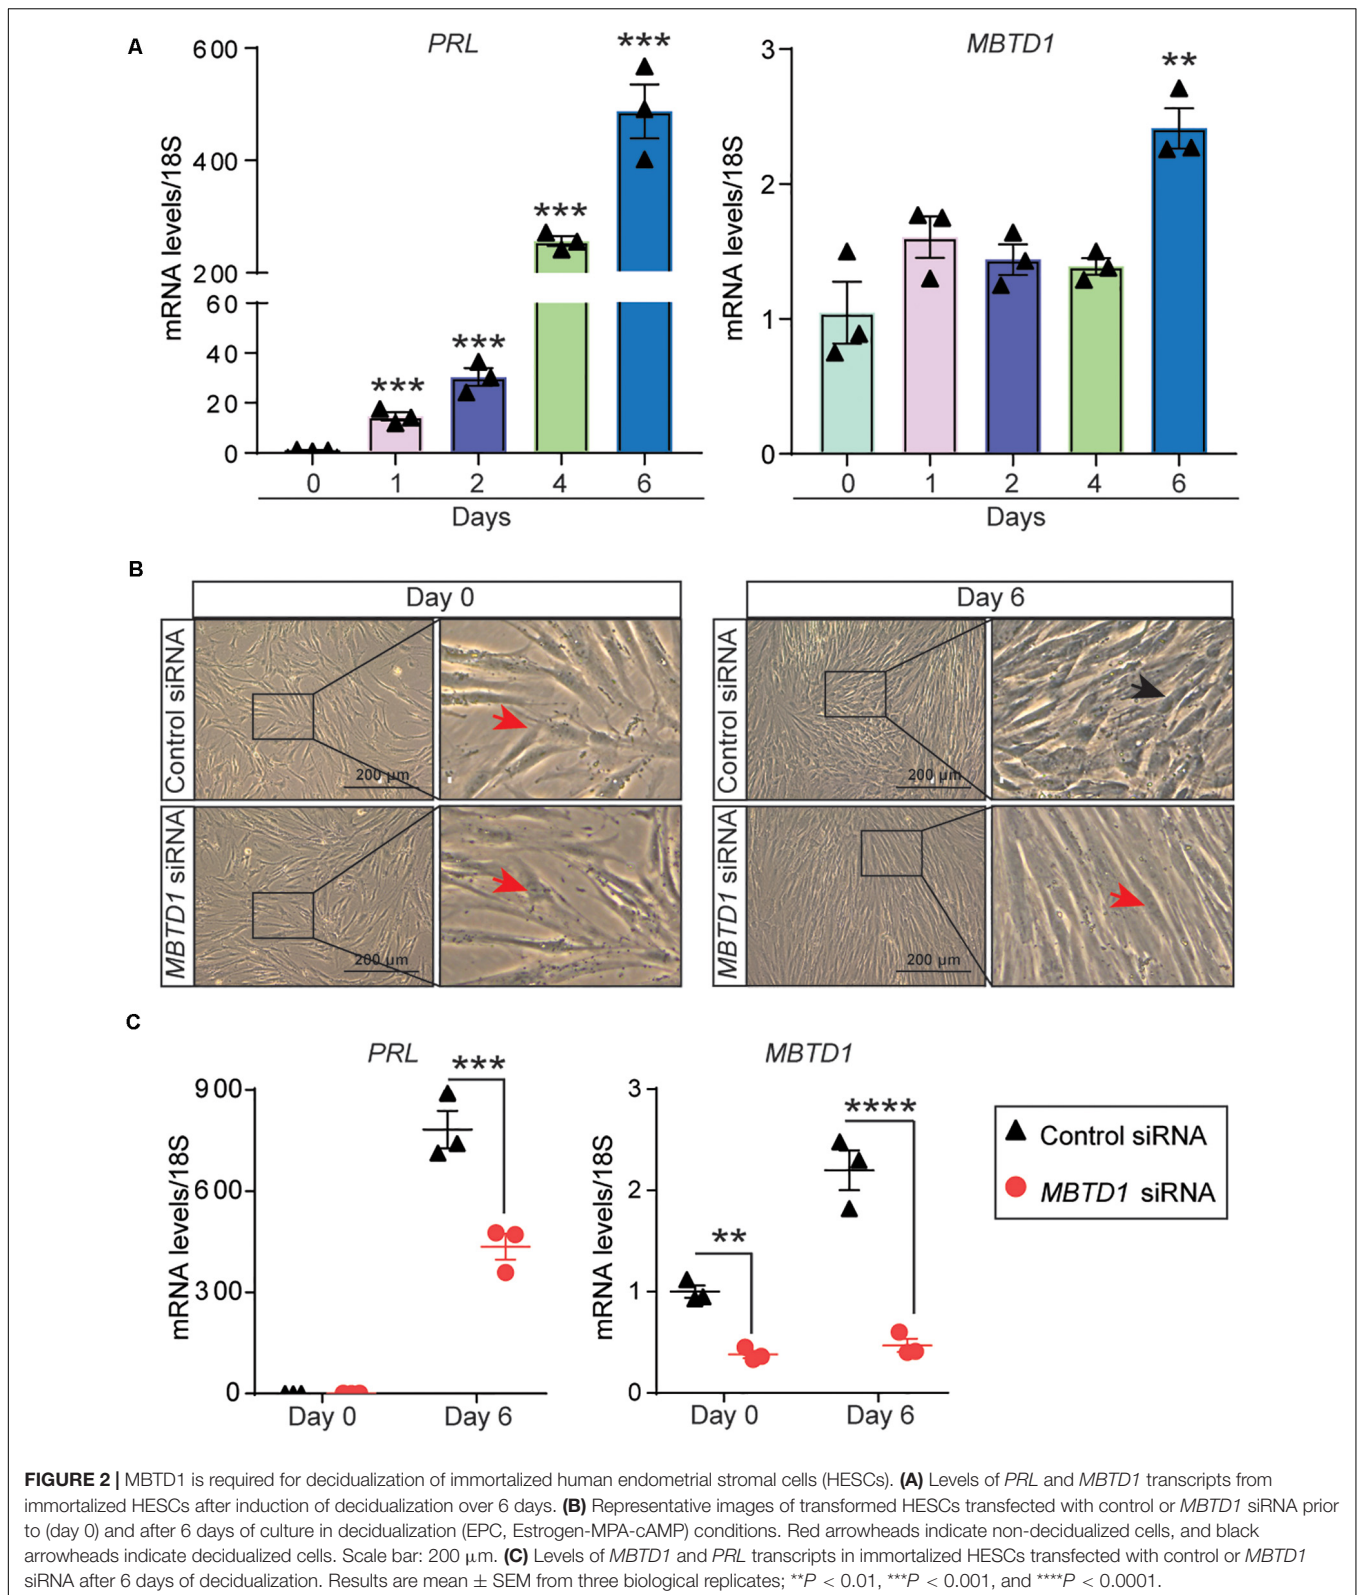 A
PRL
***
***
***
***
600
400
200
60
40
20
0
mRNA levels/18S
0 1 2 4 6
Days
MBTD1
**
3
2
1
0
mRNA levels/18S
0 1 2 4 6
Days
B
Day 0
Day 6
Control siRNA
200 µm
Control siRNA
200 µm
MBTD1 siRNA
200 µm
MBTD1 siRNA
200 µm
C
PRL
***
900
600
300
0
mRNA levels/18S
Day 0 Day 6
MBTD1
****
**
3
2
1
0
mRNA levels/18S
Day 0 Day 6
Control siRNA
MBTD1 siRNA
FIGURE 2 | MBTD1 is required for decidualization of immortalized human endometrial stromal cells (HESCs). (A) Levels of PRL and MBTD1 transcripts from
immortalized HESCs after induction of decidualization over 6 days. (B) Representative images of transformed HESCs transfected with control or MBTD1 siRNA prior
to (day 0) and after 6 days of culture in decidualization (EPC, Estrogen-MPA-cAMP) conditions. Red arrowheads indicate non-decidualized cells, and black
arrowheads indicate decidualized cells. Scale bar: 200 µm. (C) Levels of MBTD1 and PRL transcripts in immortalized HESCs transfected with control or MBTD1
siRNA after 6 days of decidualization. Results are mean ± SEM from three biological replicates; **P < 0.01, ***P < 0.001, and ****P < 0.0001.